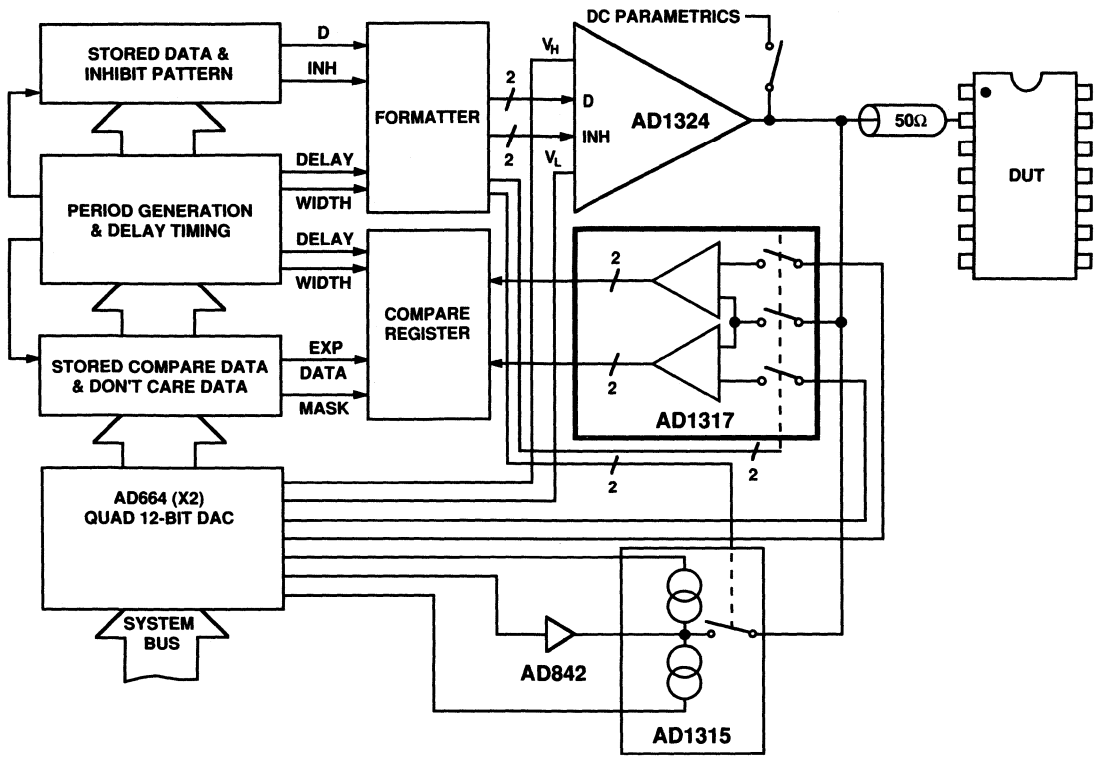 DC PARAMETRICS
STORED DATA &
INHIBIT PATTERN
D
INH
FORMATTER
2
2
VH
D
INH
VL
AD1324
50Ω
DUT
PERIOD GENERATION
& DELAY TIMING
DELAY
WIDTH
DELAY
WIDTH
COMPARE
REGISTER
2
2
AD1317
STORED COMPARE DATA
& DON'T CARE DATA
EXP
DATA
MASK
2
2
AD664 (X2)
QUAD 12-BIT DAC
SYSTEM
BUS
AD842
AD1315